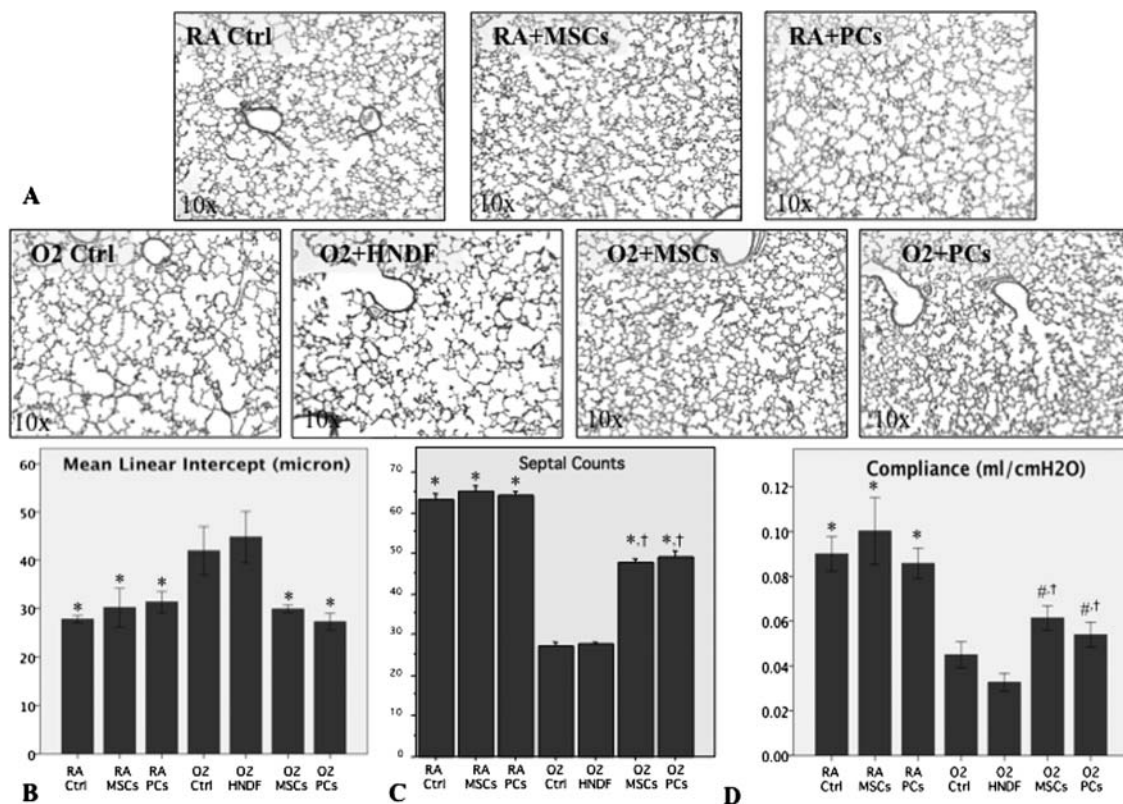 RA Ctrl
RA+MSCs
RA+PCs
A
10x
10x
10x
O2 Ctrl
O2+HNDF
O2+MSCs
O2+PCs
10x
10x
10x
10x
Mean Linear Intercept (micron)
60
50
40
30
20
10
0
*
*
*
*
*
RA Ctrl
RA MSCs
RA PCs
O2 Ctrl
O2 HNDF
O2 MSCs
O2 PCs
B
Septal Counts
70
60
50
40
30
20
10
0
*
*
*
*,†
*,†
RA Ctrl
RA MSCs
RA PCs
O2 Ctrl
O2 HNDF
O2 MSCs
O2 PCs
C
Compliance (ml/cmH2O)
0.12
0.10
0.08
0.06
0.04
0.02
0.00
*
*
*
#,†
#,†
RA Ctrl
RA MSCs
RA PCs
O2 Ctrl
O2 HNDF
O2 MSCs
O2 PCs
D